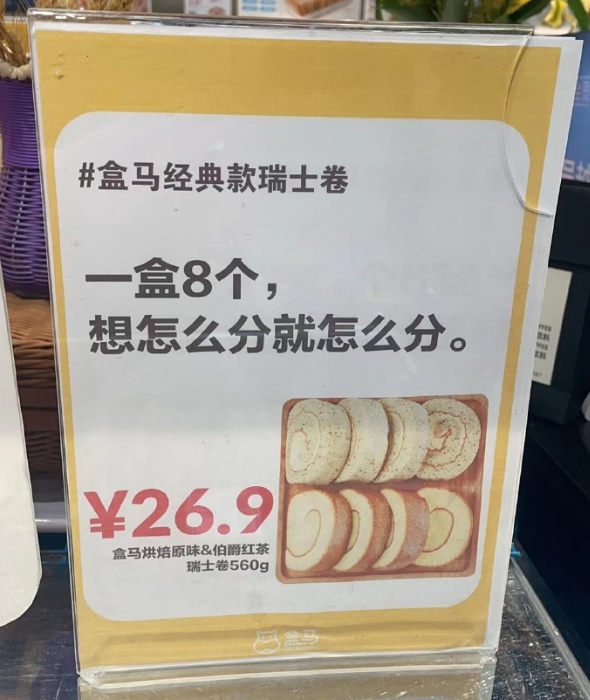 #盒马经典款瑞士卷
一盒8个，
想怎么分就怎么分。
¥26.9
盒马烘焙原味&伯爵红茶
瑞士卷560g
盒马